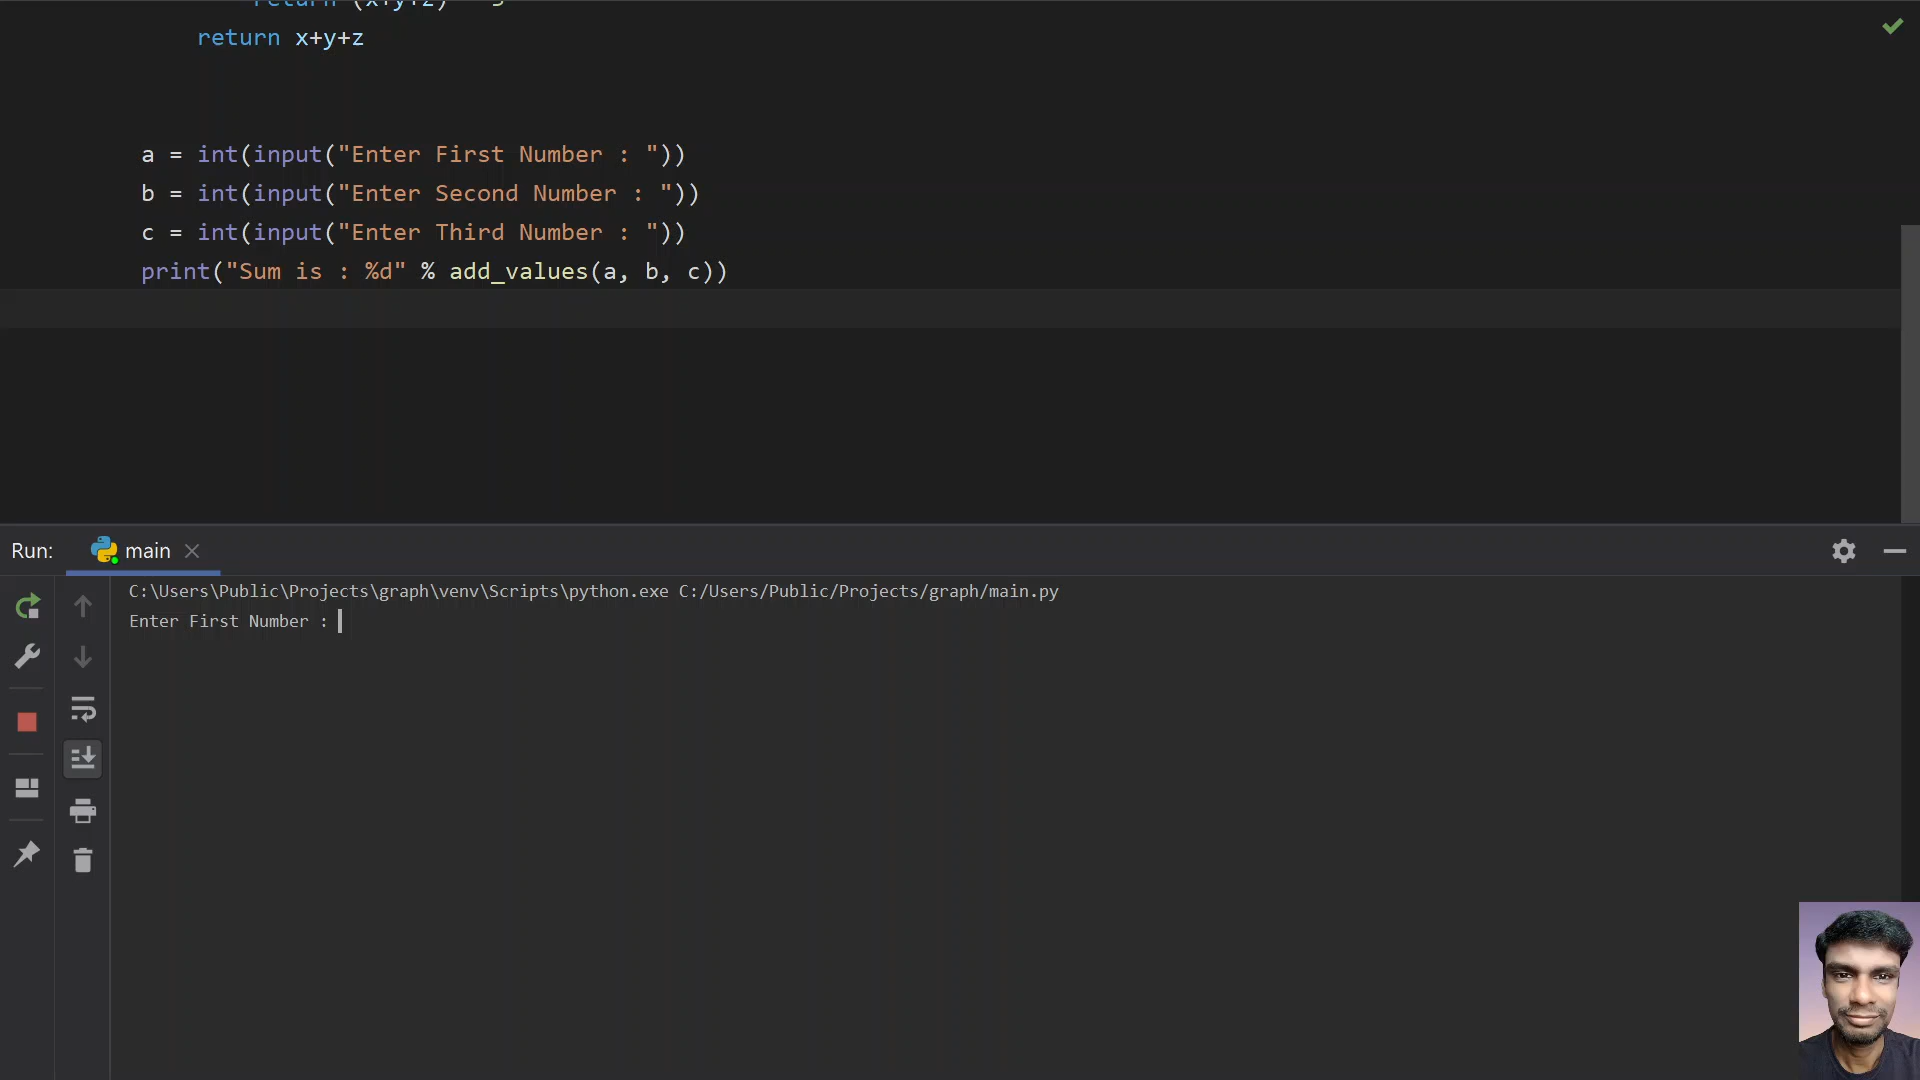 return (x+y+z)
return x+y+z
a = int(input("Enter First Number : "))
b = int(input("Enter Second Number : "))
c = int(input("Enter Third Number : "))
print("Sum is : %d" % add_values(a, b, c))
Run: main
C:\Users\Public\Projects\graph\venv\Scripts\python.exe C:/Users/Public/Projects/graph/main.py
Enter First Number :